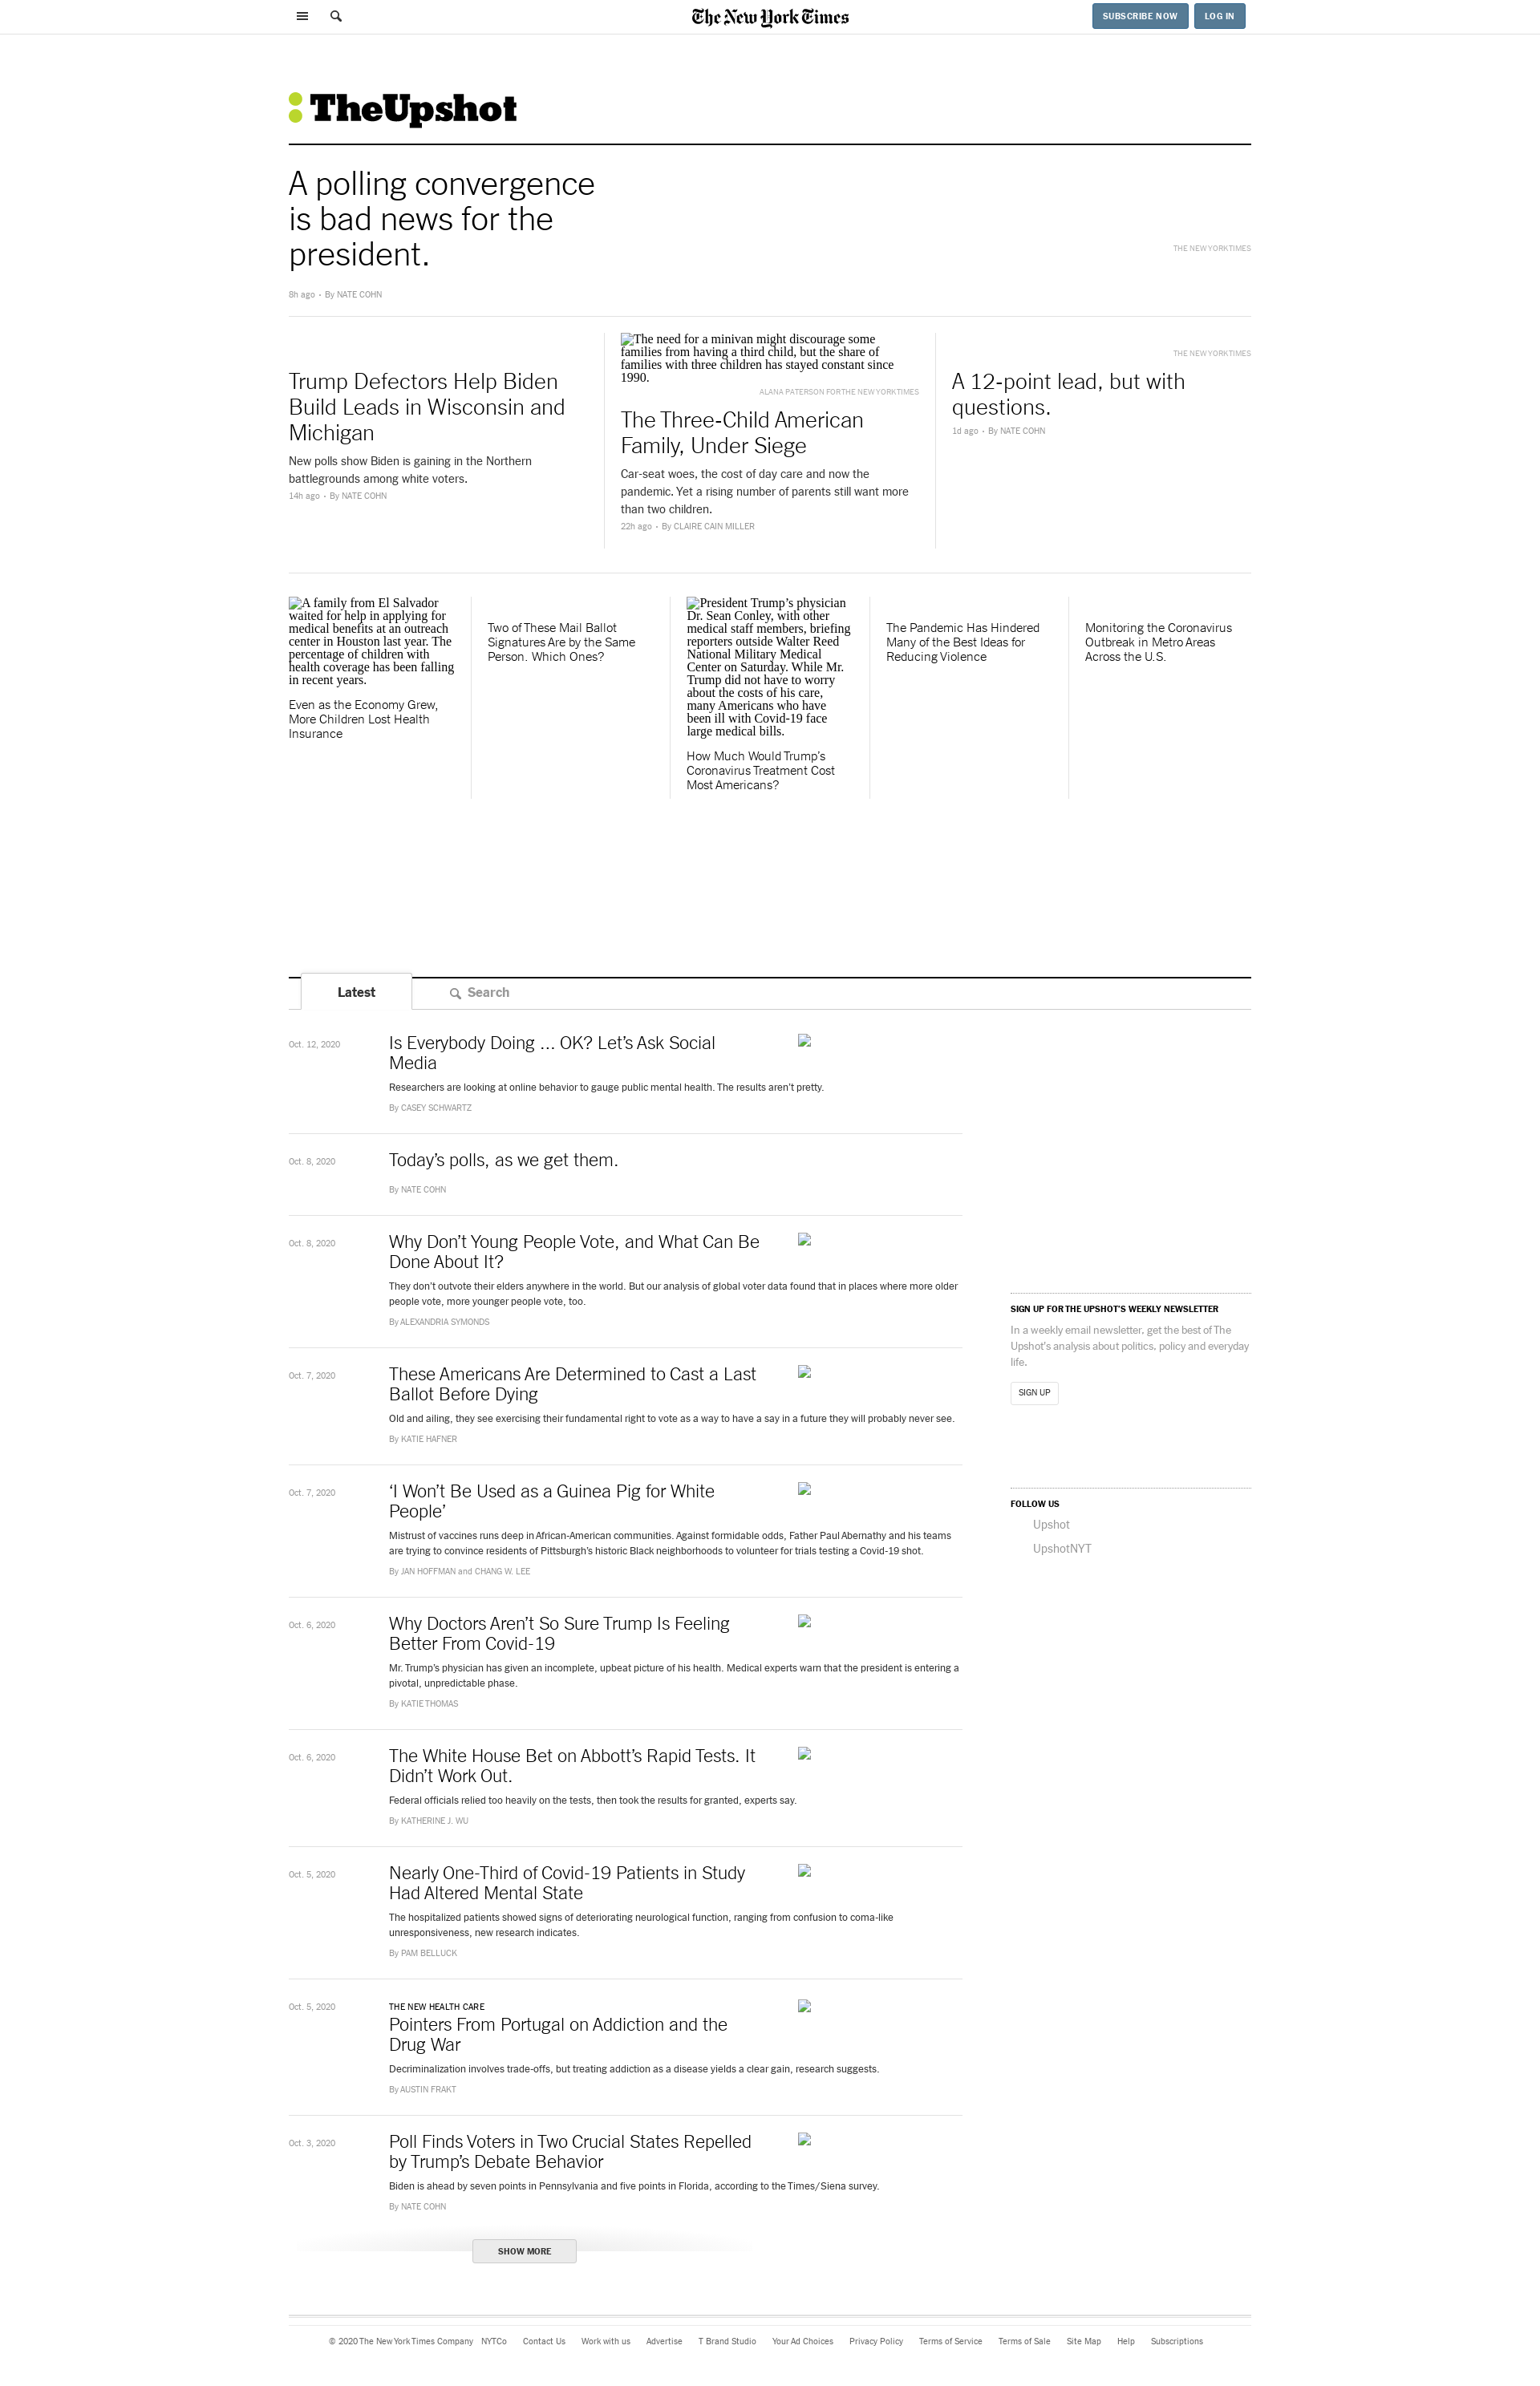 The New York Times
SUBSCRIBE NOW
LOG IN
TheUpshot
A polling convergence
is bad news for the
president.
THE NEW YORK TIMES
8h ago • By NATE COHN
Trump Defectors Help Biden
Build Leads in Wisconsin and
Michigan
New polls show Biden is gaining in the Northern
battlegrounds among white voters.
14h ago • By NATE COHN
The need for a minivan might discourage some
families from having a third child, but the share of
families with three children has stayed constant since
1990.
ALANA PATERSON FOR THE NEW YORK TIMES
The Three-Child American
Family, Under Siege
Car-seat woes, the cost of day care and now the
pandemic. Yet a rising number of parents still want more
than two children.
22h ago • By CLAIRE CAIN MILLER
THE NEW YORK TIMES
A 12-point lead, but with
questions.
1d ago • By NATE COHN
A family from El Salvador
waited for help in applying for
medical benefits at an outreach
center in Houston last year. The
percentage of children with
health coverage has been falling
in recent years.
Even as the Economy Grew,
More Children Lost Health
Insurance
Two of These Mail Ballot
Signatures Are by the Same
Person. Which Ones?
President Trump’s physician
Dr. Sean Conley, with other
medical staff members, briefing
reporters outside Walter Reed
National Military Medical
Center on Saturday. While Mr.
Trump did not have to worry
about the costs of his care,
many Americans who have
been ill with Covid-19 face
large medical bills.
How Much Would Trump’s
Coronavirus Treatment Cost
Most Americans?
The Pandemic Has Hindered
Many of the Best Ideas for
Reducing Violence
Monitoring the Coronavirus
Outbreak in Metro Areas
Across the U.S.
Latest
Search
Oct. 12, 2020
Is Everybody Doing … OK? Let’s Ask Social
Media
Researchers are looking at online behavior to gauge public mental health. The results aren’t pretty.
By CASEY SCHWARTZ
Oct. 8, 2020
Today’s polls, as we get them.
By NATE COHN
Oct. 8, 2020
Why Don’t Young People Vote, and What Can Be
Done About It?
They don’t outvote their elders anywhere in the world. But our analysis of global voter data found that in places where more older
people vote, more younger people vote, too.
By ALEXANDRIA SYMONDS
Oct. 7, 2020
These Americans Are Determined to Cast a Last
Ballot Before Dying
Old and ailing, they see exercising their fundamental right to vote as a way to have a say in a future they will probably never see.
By KATIE HAFNER
Oct. 7, 2020
‘I Won’t Be Used as a Guinea Pig for White
People’
Mistrust of vaccines runs deep in African-American communities. Against formidable odds, Father Paul Abernathy and his teams
are trying to convince residents of Pittsburgh’s historic Black neighborhoods to volunteer for trials testing a Covid-19 shot.
By JAN HOFFMAN and CHANG W. LEE
Oct. 6, 2020
Why Doctors Aren’t So Sure Trump Is Feeling
Better From Covid-19
Mr. Trump’s physician has given an incomplete, upbeat picture of his health. Medical experts warn that the president is entering a
pivotal, unpredictable phase.
By KATIE THOMAS
Oct. 6, 2020
The White House Bet on Abbott’s Rapid Tests. It
Didn’t Work Out.
Federal officials relied too heavily on the tests, then took the results for granted, experts say.
By KATHERINE J. WU
Oct. 5, 2020
Nearly One-Third of Covid-19 Patients in Study
Had Altered Mental State
The hospitalized patients showed signs of deteriorating neurological function, ranging from confusion to coma-like
unresponsiveness, new research indicates.
By PAM BELLUCK
Oct. 5, 2020
THE NEW HEALTH CARE
Pointers From Portugal on Addiction and the
Drug War
Decriminalization involves trade-offs, but treating addiction as a disease yields a clear gain, research suggests.
By AUSTIN FRAKT
Oct. 3, 2020
Poll Finds Voters in Two Crucial States Repelled
by Trump’s Debate Behavior
Biden is ahead by seven points in Pennsylvania and five points in Florida, according to the Times/Siena survey.
By NATE COHN
SHOW MORE
SIGN UP FOR THE UPSHOT’S WEEKLY NEWSLETTER
In a weekly email newsletter, get the best of The
Upshot’s analysis about politics, policy and everyday
life.
SIGN UP
FOLLOW US
Upshot
UpshotNYT
© 2020 The New York Times Company NYTCo Contact Us Work with us Advertise T Brand Studio Your Ad Choices Privacy Policy Terms of Service Terms of Sale Site Map Help Subscriptions